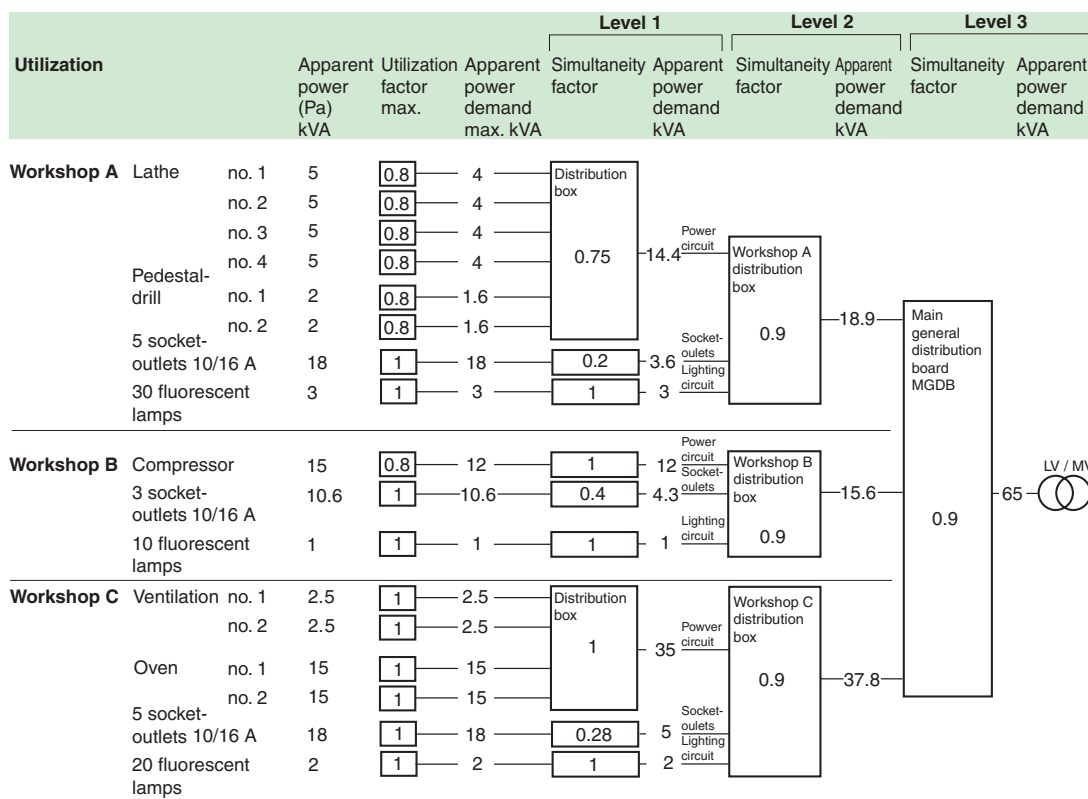 Level 1 Level 2 Level 3
Utilization Apparent Utilization Apparent Simultaneity Apparent Simultaneity Apparent Simultaneity Apparent
power factor power factor power factor power factor power
(Pa) max. demand demand demand demand
kVA max. kVA kVA kVA kVA
Workshop A Lathe no. 1 5 0.8 4 Distribution
box
no. 2 5 0.8 4
no. 3 5 0.8 4 Power
circuit
no. 4 5 0.8 4 0.75 14.4 Workshop A
distribution
box
Pedestal-
drill no. 1 2 0.8 1.6
no. 2 2 0.8 1.6 0.9 18.9 Main
general
distribution
board
MGDB
5 socket-
outlets 10/16 A 18 1 18 0.2 3.6 Socket-
oulets
30 fluorescent 3 1 3 1 3 Lighting
circuit
lamps
Workshop B Compressor 15 0.8 12 1 12 Power
circuit Workshop B
distribution
box
3 socket- 10.6 1 10.6 0.4 4.3 Socket-
oulets 15.6 65 LV / MV
outlets 10/16 A
10 fluorescent 1 1 1 1 1 Lighting
circuit 0.9 0.9
lamps
Workshop C Ventilation no. 1 2.5 1 2.5 Distribution
box Workshop C
distribution
box
no. 2 2.5 1 2.5 1 35 Powver
circuit
Oven no. 1 15 1 15 0.9 37.8
no. 2 15 1 15
5 socket-
outlets 10/16 A 18 1 18 0.28 5 Socket-
oulets
20 fluorescent 2 1 2 1 2 Lighting
circuit
lamps